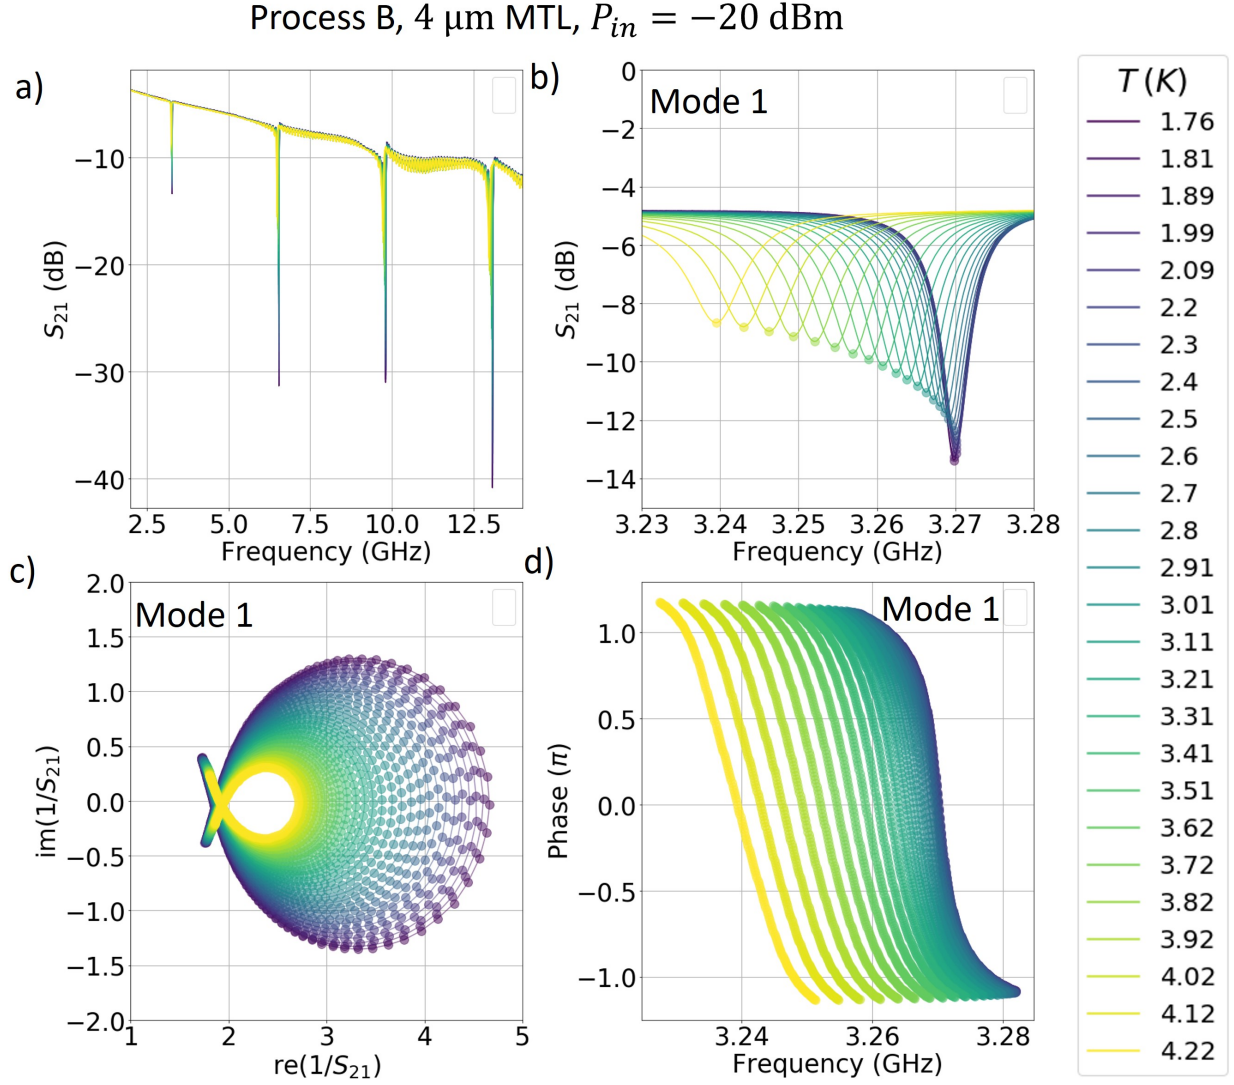 Process B, 4 μm MTL, P_in = −20 dBm
a)
−10
−20
−30
−40
S_21 (dB)
2.5 5.0 7.5 10.0 12.5
Frequency (GHz)
b)
Mode 1
0
−2
−4
−6
−8
−10
−12
−14
S_21 (dB)
3.23 3.24 3.25 3.26 3.27 3.28
Frequency (GHz)
c)
Mode 1
2.0
1.5
1.0
0.5
0.0
−0.5
−1.0
−1.5
−2.0
im(1/S_21)
1 2 3 4 5
re(1/S_21)
d)
Mode 1
1.0
0.5
0.0
−0.5
−1.0
Phase (π)
3.24 3.26 3.28
Frequency (GHz)
T (K)
1.76
1.81
1.89
1.99
2.09
2.2
2.3
2.4
2.5
2.6
2.7
2.8
2.91
3.01
3.11
3.21
3.31
3.41
3.51
3.62
3.72
3.82
3.92
4.02
4.12
4.22